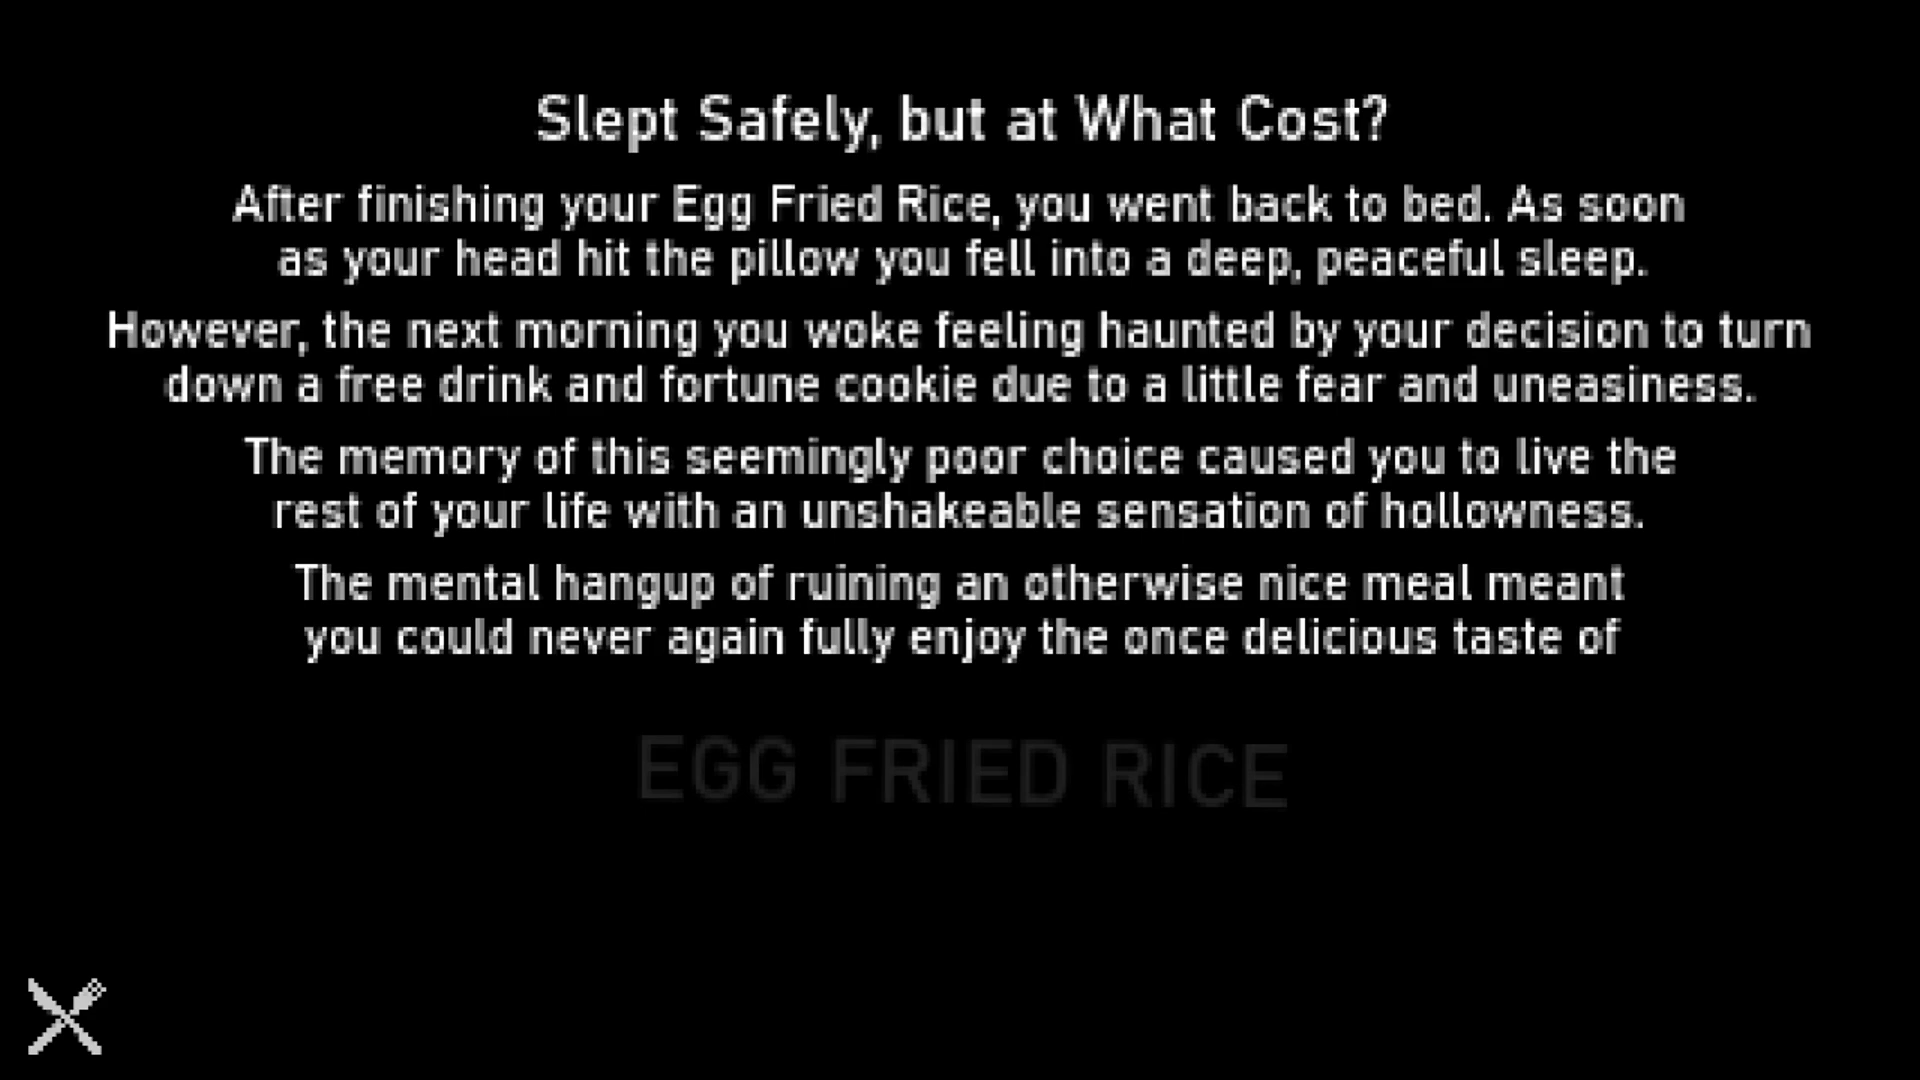 Slept Safely, but at What Cost?
After finishing your Egg Fried Rice, you went back to bed. As soon
as your head hit the pillow you fell into a deep, peaceful sleep.
However, the next morning you woke feeling haunted by your decision to turn
down a free drink and fortune cookie due to a little fear and uneasiness.
The memory of this seemingly poor choice caused you to live the
rest of your life with an unshakeable sensation of hollowness.
The mental hangup of ruining an otherwise nice meal meant
you could never again fully enjoy the once delicious taste of
EGG FRIED RICE